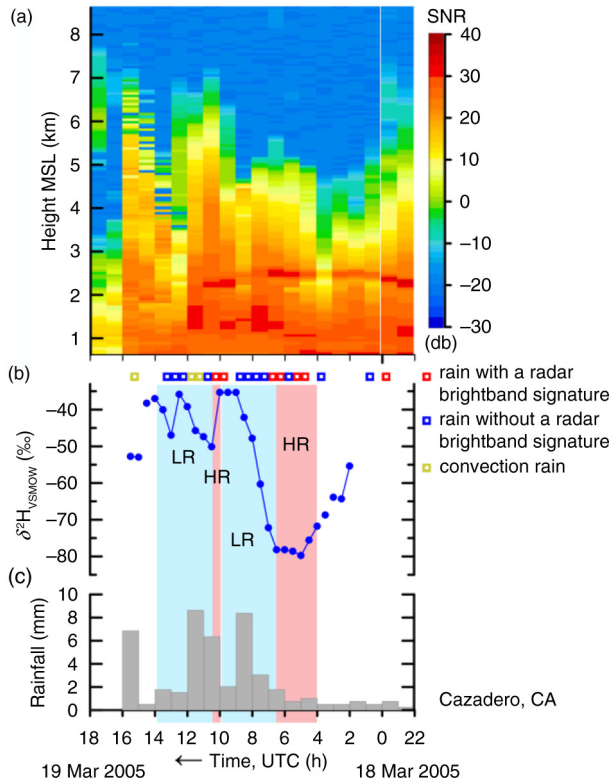 (a)
SNR
8
7
6
5
4
3
2
1
Height MSL (km)
40
30
20
10
0
−10
−20
−30
(db)
(b)
−40
−50
−60
−70
−80
δ²H_VSMOW (‰)
LR
HR
LR
HR
rain with a radar
brightband signature
rain without a radar
brightband signature
convection rain
(c)
10
8
6
4
2
0
Rainfall (mm)
Cazadero, CA
18 16 14 12 10 8 6 4 2 0 22
← Time, UTC (h)
19 Mar 2005 18 Mar 2005